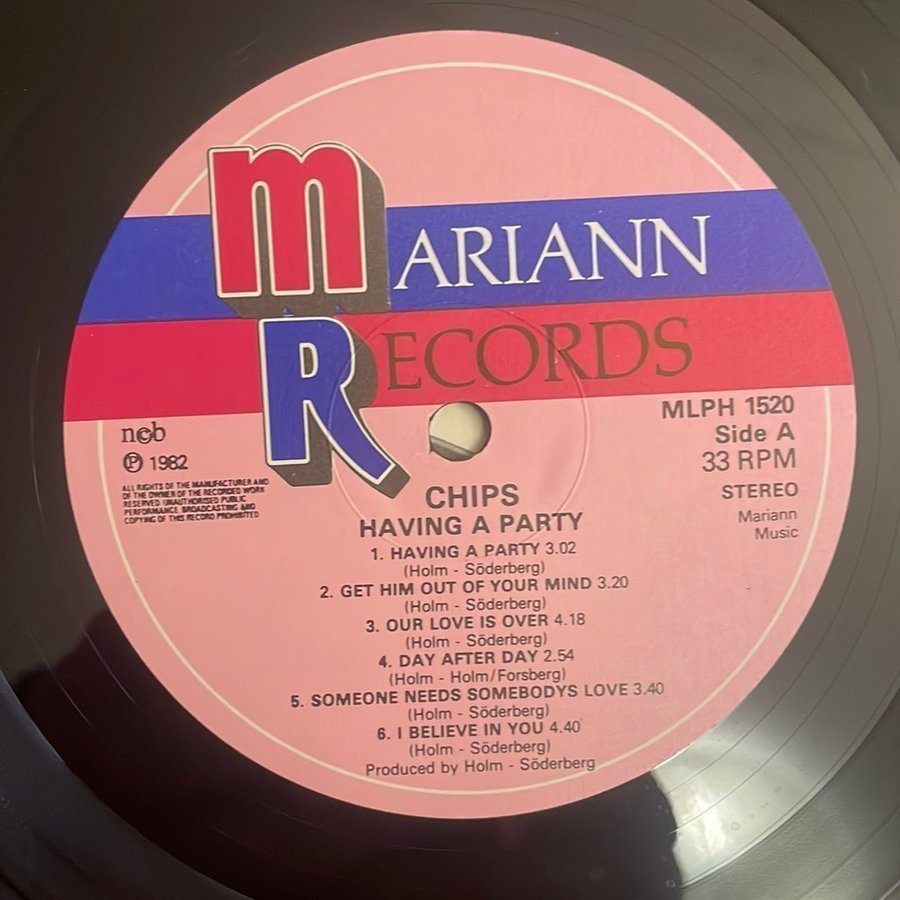 MARIANN
RECORDS
ncb
Ⓟ 1982
ALL RIGHTS OF THE MANUFACTURER AND
OF THE OWNER OF THE RECORDED WORK
RESERVED UNAUTHORISED PUBLIC
PERFORMANCE BROADCASTING AND
COPYING OF THIS RECORD PROHIBITED
MLPH 1520
Side A
33 RPM
STEREO
Mariann
Music
CHIPS
HAVING A PARTY
1. HAVING A PARTY 3.02
(Holm - Söderberg)
2. GET HIM OUT OF YOUR MIND 3.20
(Holm - Söderberg)
3. OUR LOVE IS OVER 4.18
(Holm - Söderberg)
4. DAY AFTER DAY 2.54
(Holm - Holm/Forsberg)
5. SOMEONE NEEDS SOMEBODYS LOVE 3.40
(Holm - Söderberg)
6. I BELIEVE IN YOU 4.40
(Holm - Söderberg)
Produced by Holm - Söderberg